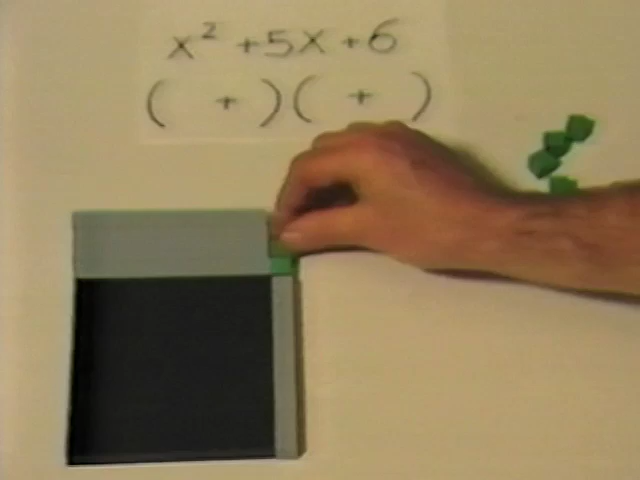 x² +5x +6
(  +  )(  +  )